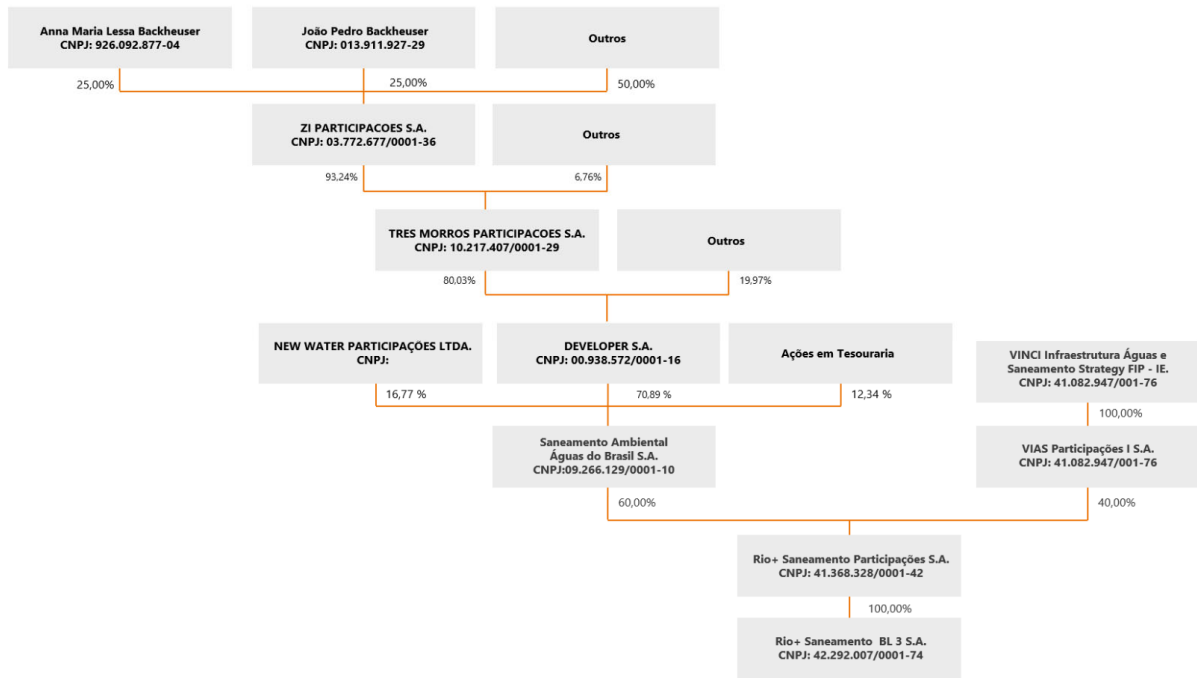 Anna Maria Lessa Backheuser
CNPJ: 926.092.877-04
João Pedro Backheuser
CNPJ: 013.911.927-29
Outros
25,00%
25,00%
50,00%
ZI PARTICIPACOES S.A.
CNPJ: 03.772.677/0001-36
Outros
93,24%
6,76%
TRES MORROS PARTICIPACOES S.A.
CNPJ: 10.217.407/0001-29
Outros
80,03%
19,97%
NEW WATER PARTICIPAÇÕES LTDA.
CNPJ:
DEVELOPER S.A.
CNPJ: 00.938.572/0001-16
Ações em Tesouraria
VINCI Infraestrutura Águas e
Saneamento Strategy FIP - IE.
CNPJ: 41.082.947/001-76
16,77 %
70,89 %
12,34 %
100,00%
Saneamento Ambiental
Águas do Brasil S.A.
CNPJ:09.266.129/0001-10
VIAS Participações I S.A.
CNPJ: 41.082.947/001-76
60,00%
40,00%
Rio+ Saneamento Participações S.A.
CNPJ: 41.368.328/0001-42
100,00%
Rio+ Saneamento  BL 3 S.A.
CNPJ: 42.292.007/0001-74